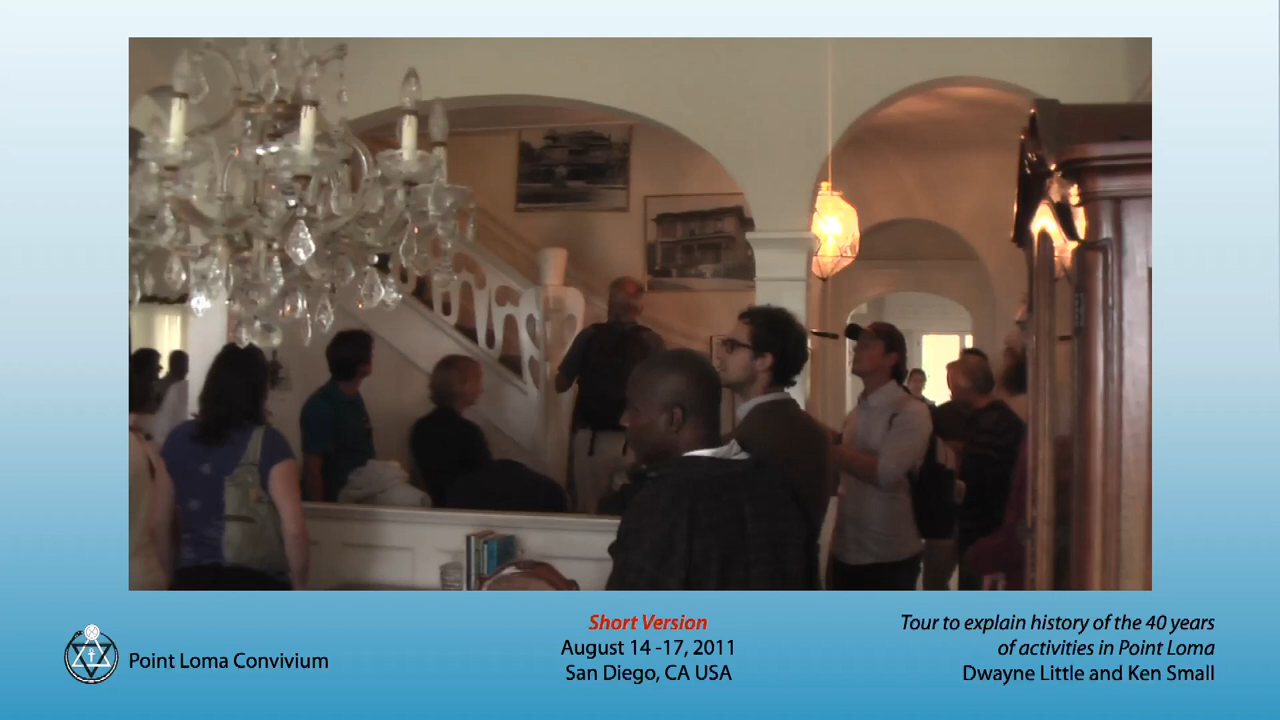 Point Loma Convivium
Short Version
August 14 -17, 2011
San Diego, CA USA
Tour to explain history of the 40 years
of activities in Point Loma
Dwayne Little and Ken Small